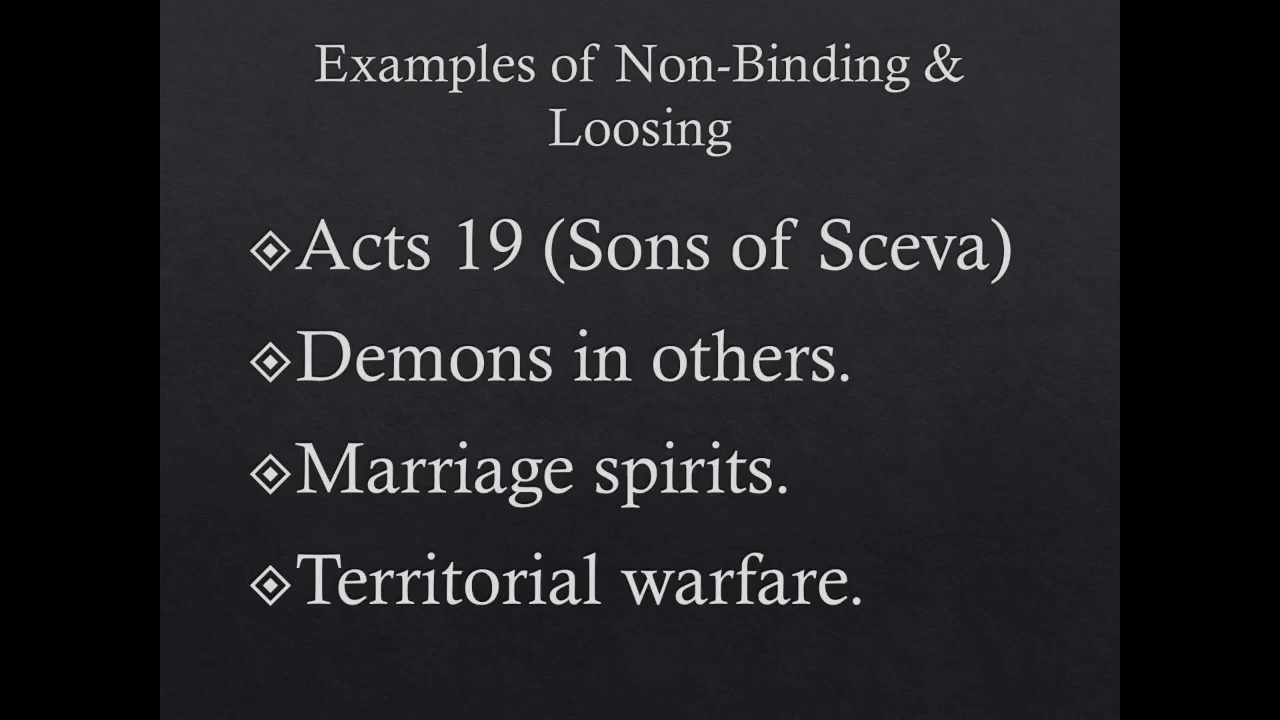 Examples of Non-Binding &
Loosing
Acts 19 (Sons of Sceva)
Demons in others.
Marriage spirits.
Territorial warfare.